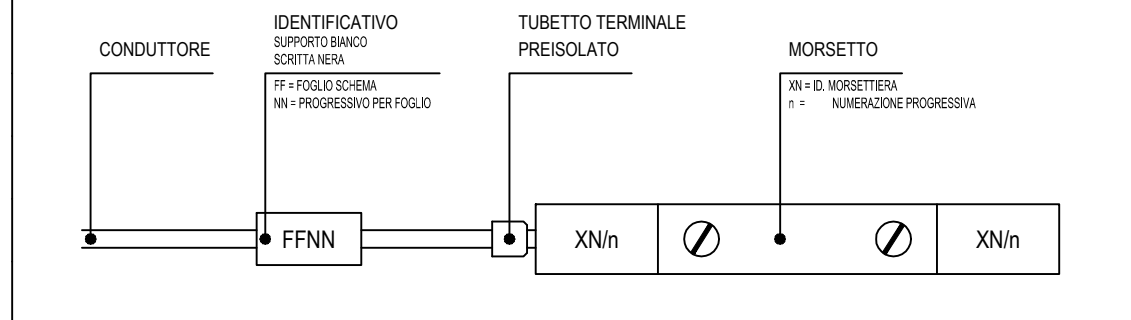 CONDUTTORE
IDENTIFICATIVO
SUPPORTO BIANCO
SCRITTA NERA
FF = FOGLIO SCHEMA
NN = PROGRESSIVO PER FOGLIO
TUBETTO TERMINALE
PREISOLATO
MORSETTO
XN = ID. MORSETTIERA
n = NUMERAZIONE PROGRESSIVA
FFNN
XN/n
XN/n